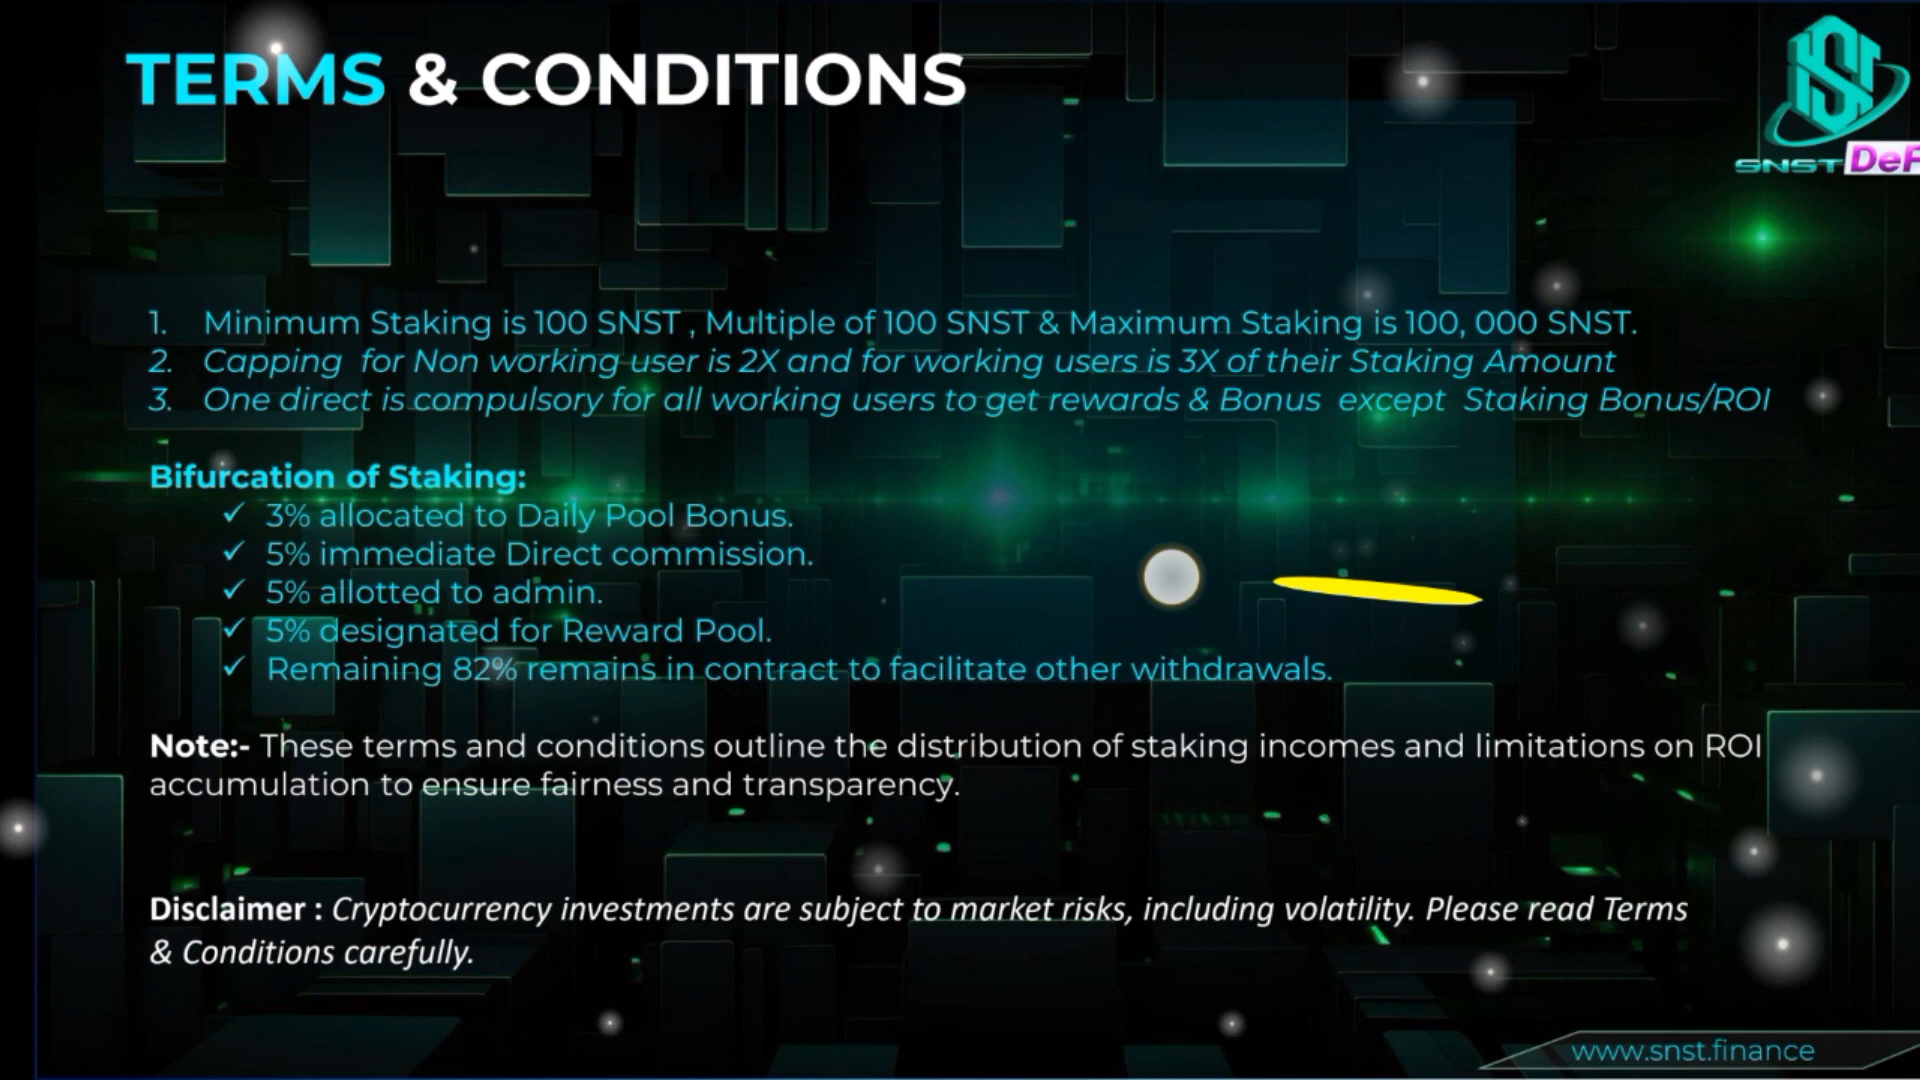 TERMS & CONDITIONS
SNST DeF
1. Minimum Staking is 100 SNST , Multiple of 100 SNST & Maximum Staking is 100, 000 SNST.
2. Capping for Non working user is 2X and for working users is 3X of their Staking Amount
3. One direct is compulsory for all working users to get rewards & Bonus except Staking Bonus/ROI
Bifurcation of Staking:
✓ 3% allocated to Daily Pool Bonus.
✓ 5% immediate Direct commission.
✓ 5% allotted to admin.
✓ 5% designated for Reward Pool.
✓ Remaining 82% remains in contract to facilitate other withdrawals.
Note:- These terms and conditions outline the distribution of staking incomes and limitations on ROI
accumulation to ensure fairness and transparency.
Disclaimer : Cryptocurrency investments are subject to market risks, including volatility. Please read Terms
& Conditions carefully.
www.snst.finance